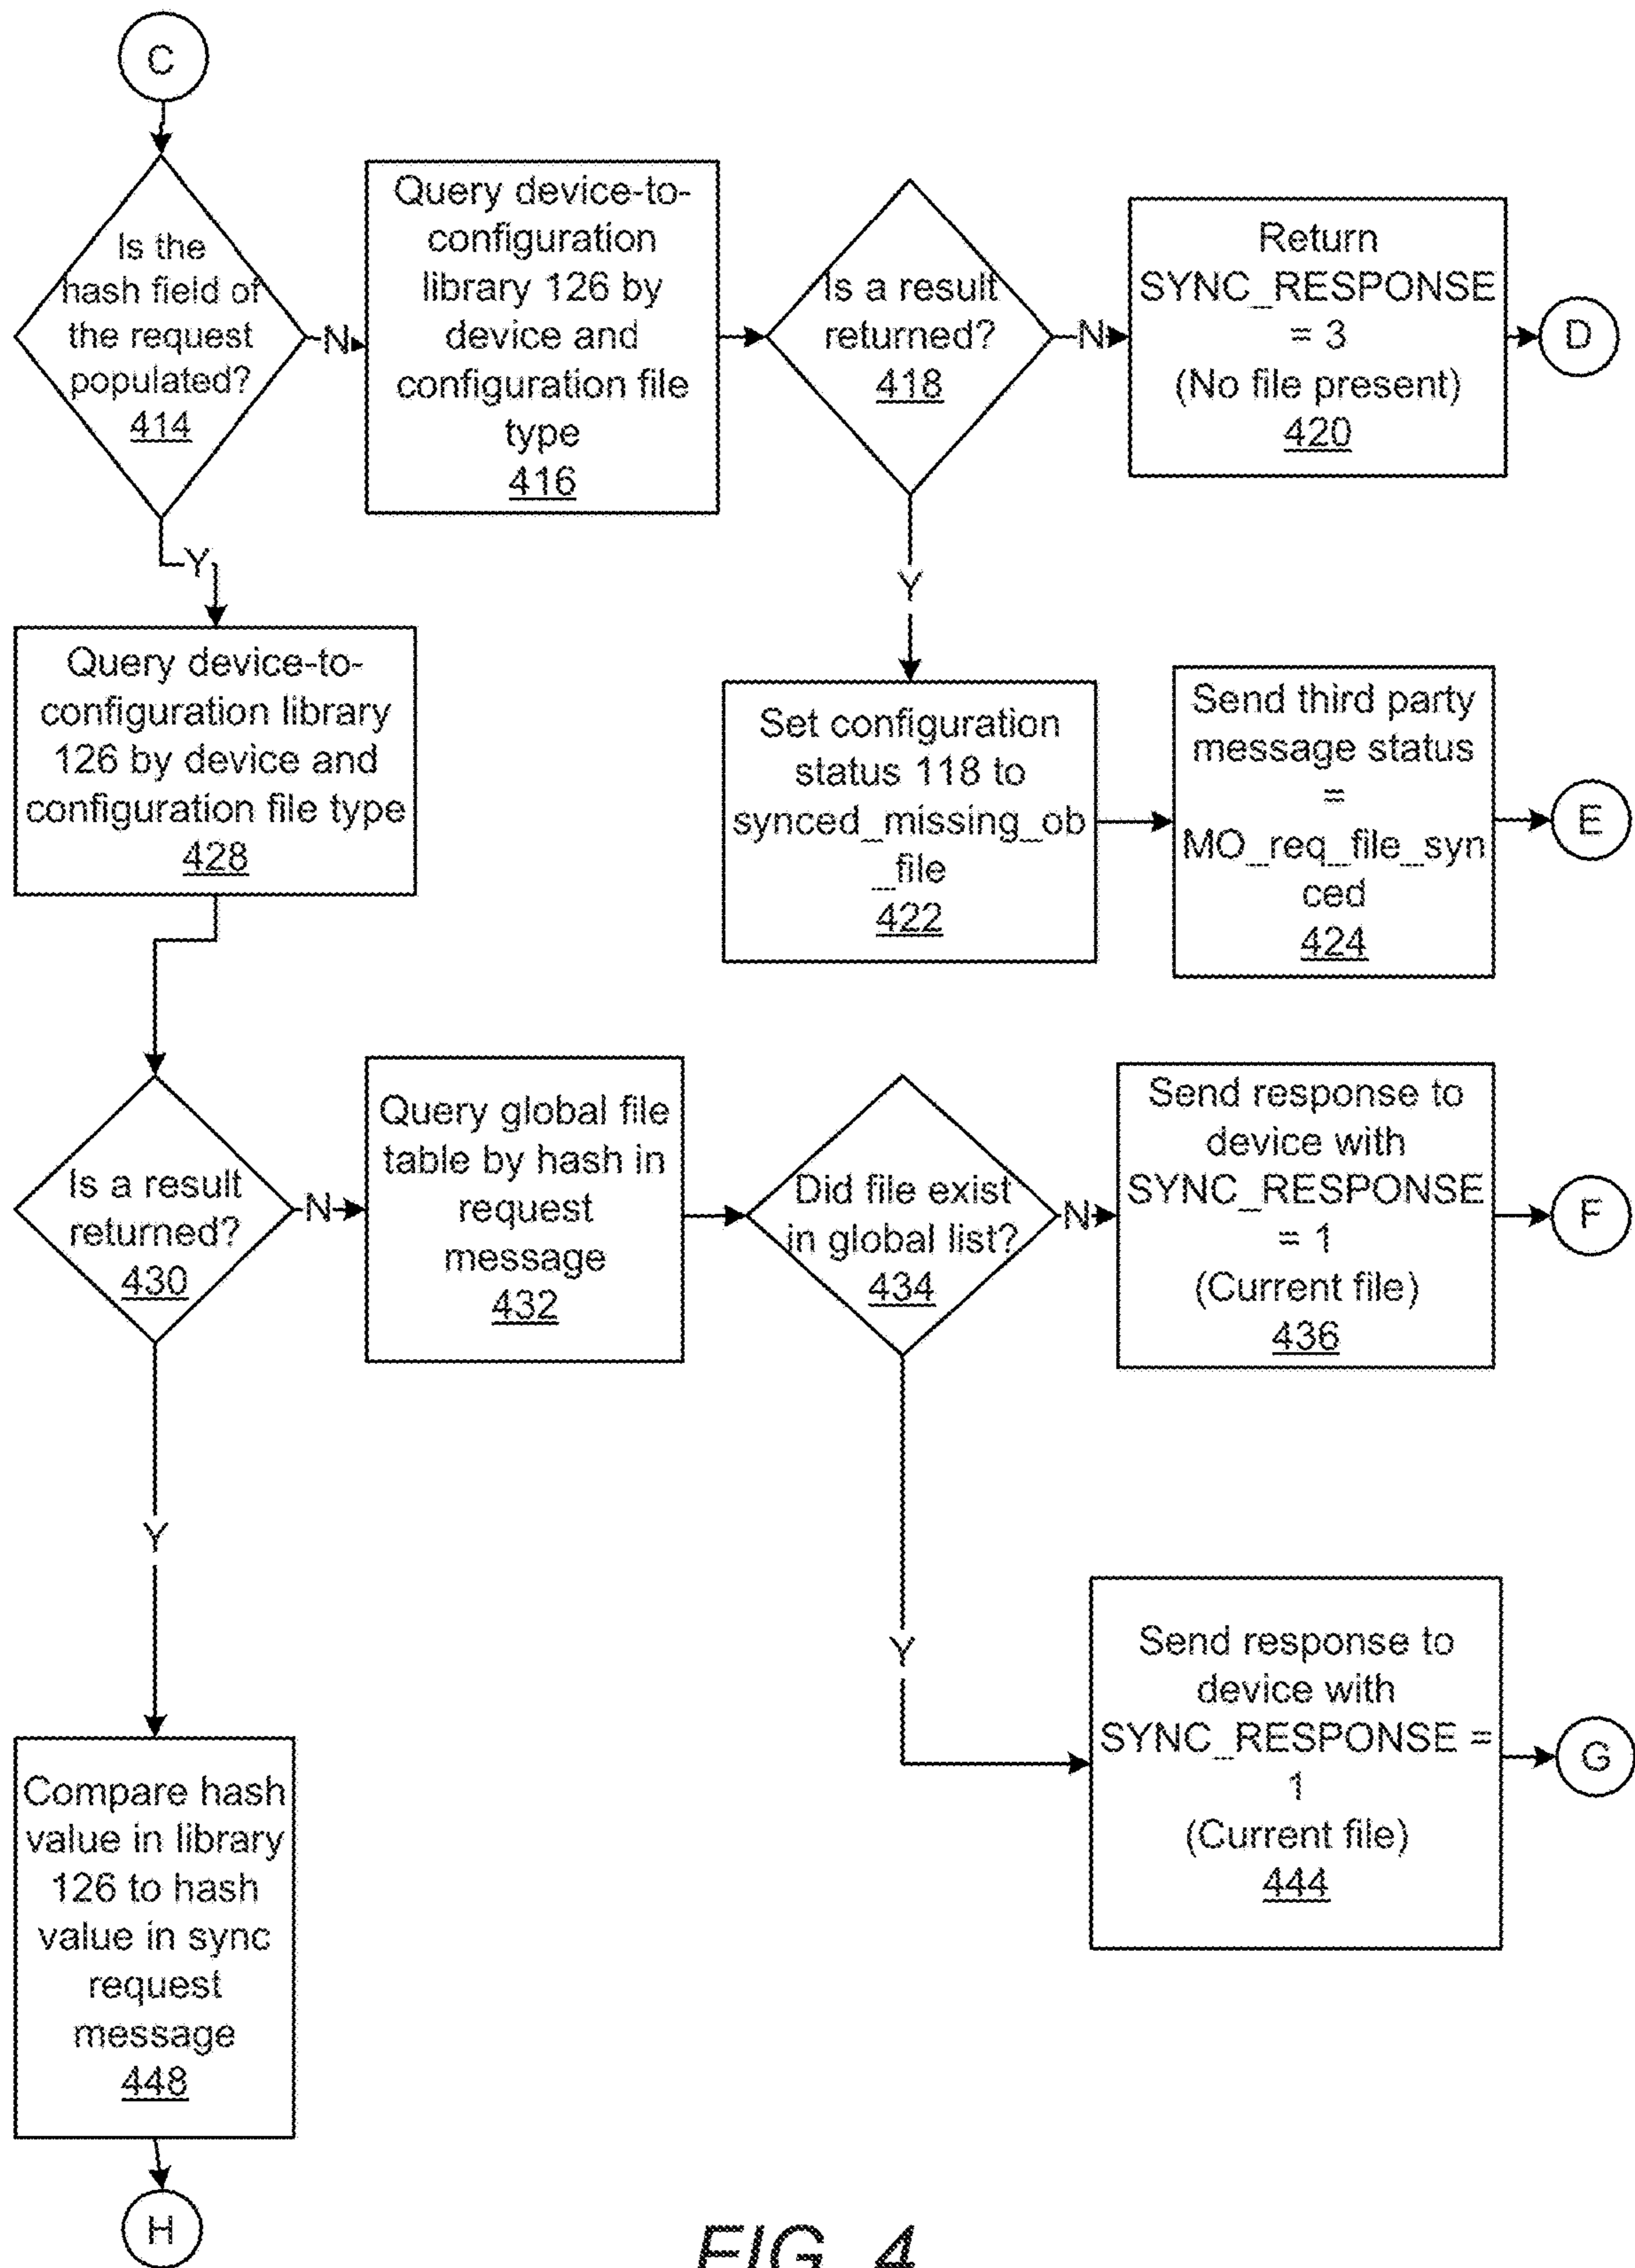 C
Is the
hash field of
the request
populated?
414
N
Query device-to-
configuration
library 126 by
device and
configuration file
type
416
Is a result
returned?
418
N
Return
SYNC_RESPONSE
= 3
(No file present)
420
D
Y
Y
Query device-to-
configuration library
126 by device and
configuration file type
428
Set configuration
status 118 to
synced_missing_ob
_file
422
Send third party
message status
=
MO_req_file_syn
ced
424
E
Is a result
returned?
430
N
Query global file
table by hash in
request
message
432
Did file exist
in global list?
434
N
Send response to
device with
SYNC_RESPONSE
= 1
(Current file)
436
F
Y
Y
Send response to
device with
SYNC_RESPONSE =
1
(Current file)
444
G
Compare hash
value in library
126 to hash
value in sync
request
message
448
H
FIG. 4